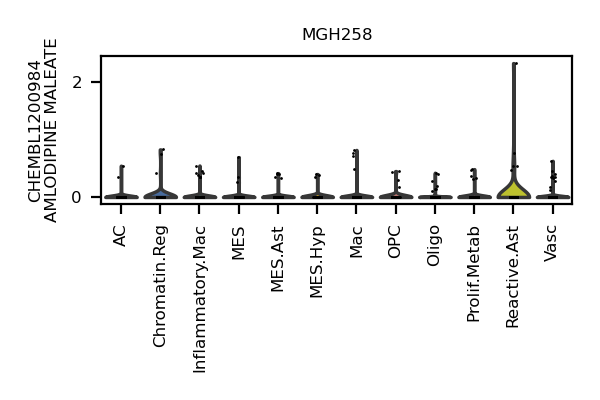 MGH258
CHEMBL1200984
AMLODIPINE MALEATE
2
0
AC
Chromatin.Reg
Inflammatory.Mac
MES
MES.Ast
MES.Hyp
Mac
OPC
Oligo
Prolif.Metab
Reactive.Ast
Vasc